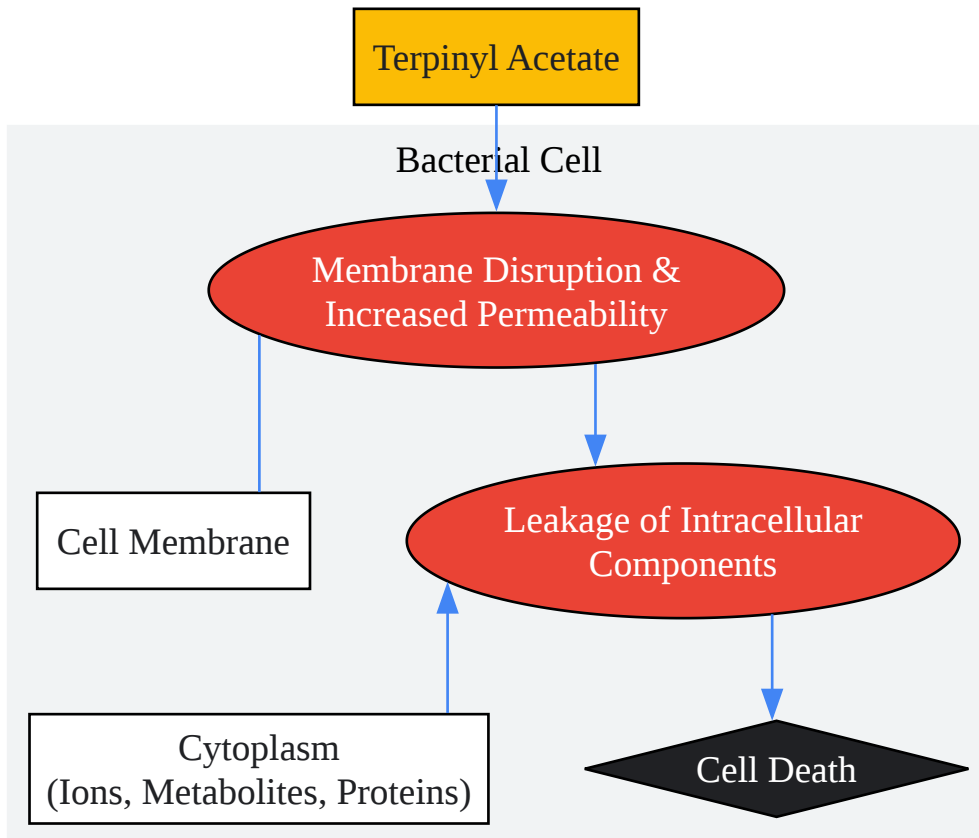 Terpinyl Acetate
Bacterial Cell
Membrane Disruption &
Increased Permeability
Cell Membrane
Leakage of Intracellular
Components
Cytoplasm
(Ions, Metabolites, Proteins)
Cell Death